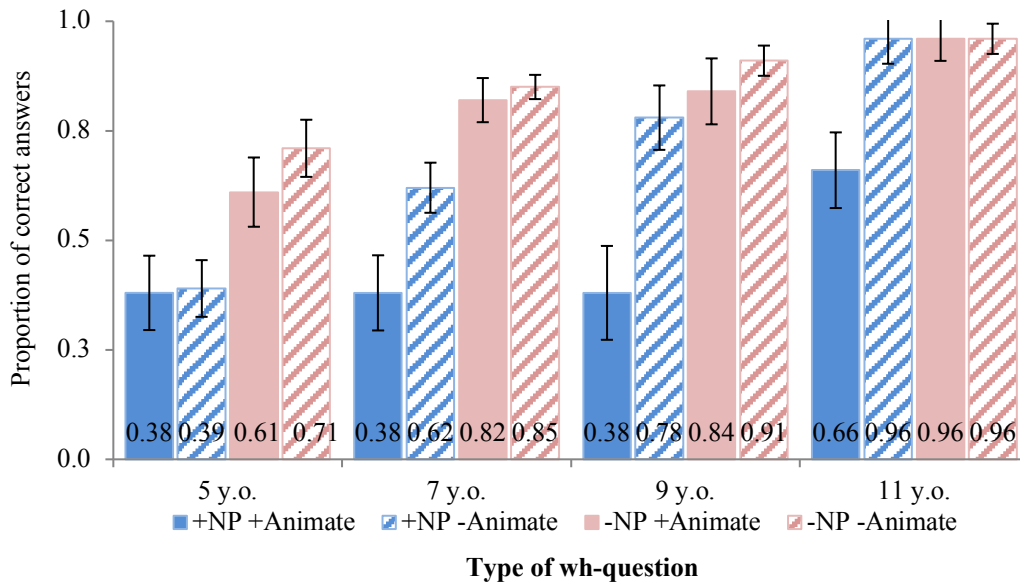 Proportion of correct answers
1.0
0.8
0.5
0.3
0.0
0.38 0.39 0.61 0.71 0.38 0.62 0.82 0.85 0.38 0.78 0.84 0.91 0.66 0.96 0.96 0.96
5 y.o. 7 y.o. 9 y.o. 11 y.o.
+NP +Animate +NP -Animate -NP +Animate -NP -Animate
Type of wh-question